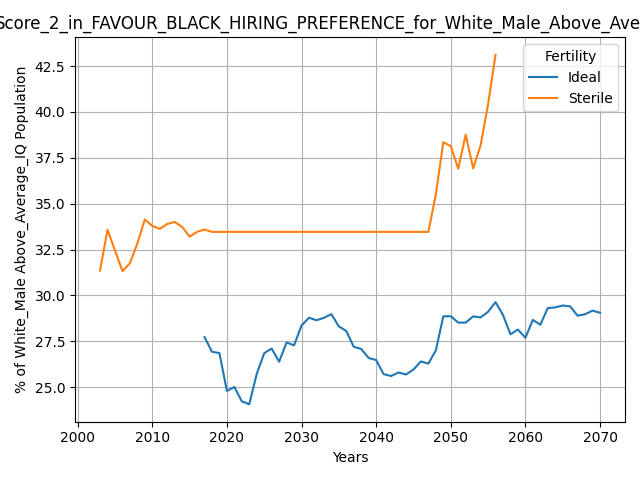 Score_2_in_FAVOUR_BLACK_HIRING_PREFERENCE_for_White_Male_Above_Ave
Fertility
Ideal
Sterile
% of White_Male Above_Average_IQ Population
42.5
40.0
37.5
35.0
32.5
30.0
27.5
25.0
2000 2010 2020 2030 2040 2050 2060 2070
Years